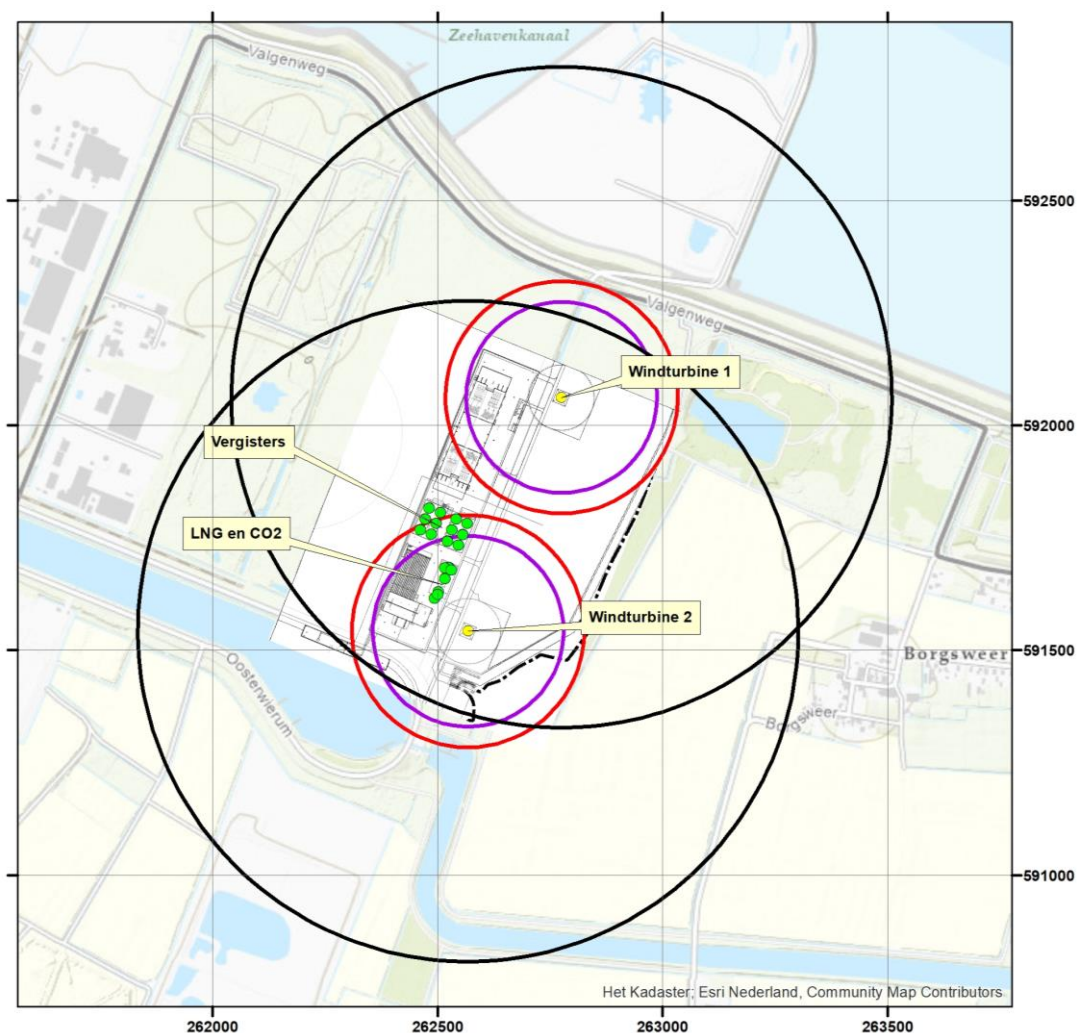 Zeehavenkanaal
Valgenweg
592500
Valgenweg
Windturbine 1
592000
Vergisters
LNG en CO2
Windturbine 2
591500
Borgsweer
Oosterwierum
Borgsweer
591000
Het Kadaster; Esri Nederland, Community Map Contributors
262000
262500
263000
263500